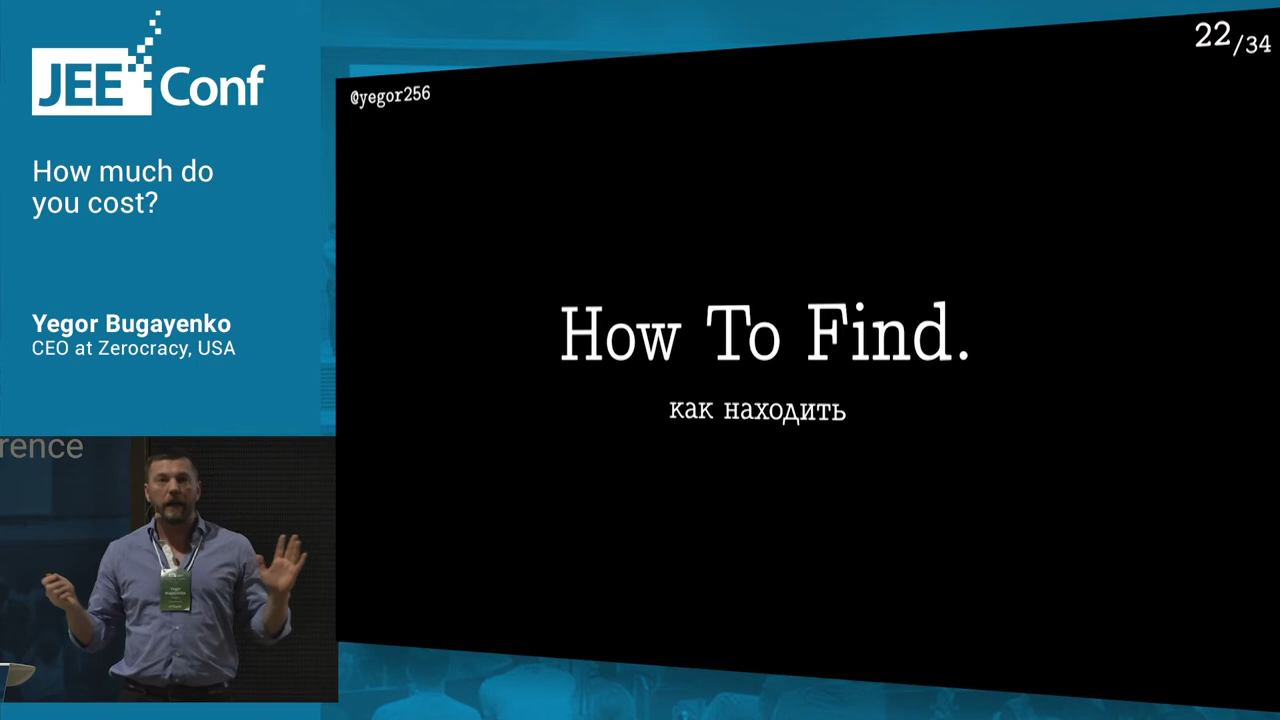 JEE Conf
How much do
you cost?
Yegor Bugayenko
CEO at Zerocracy, USA
rence
@yegor256
22/34
How To Find.
как находить